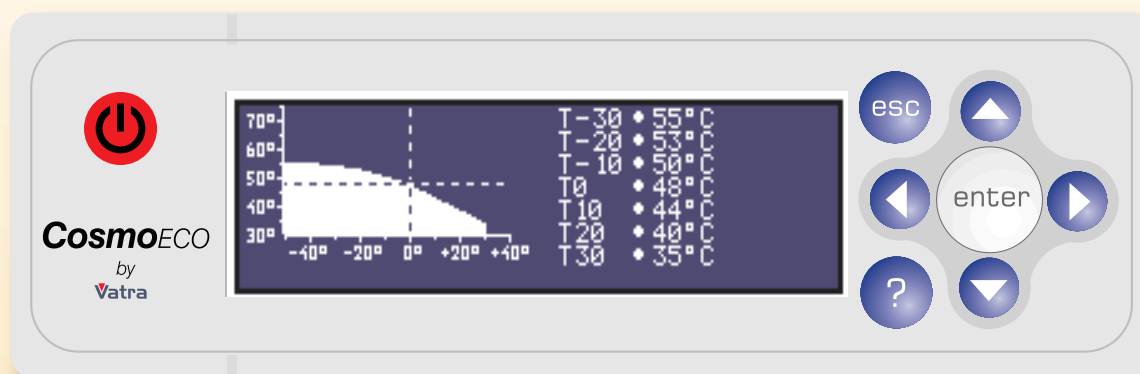 CosmoECO
by
Vatra
70°
60°
50°
40°
30°
-40° -20° 0° +20° +40°
T-30 • 55°C
T-20 • 53°C
T-10 • 50°C
T0 • 48°C
T10 • 44°C
T20 • 40°C
T30 • 35°C
esc
enter
?